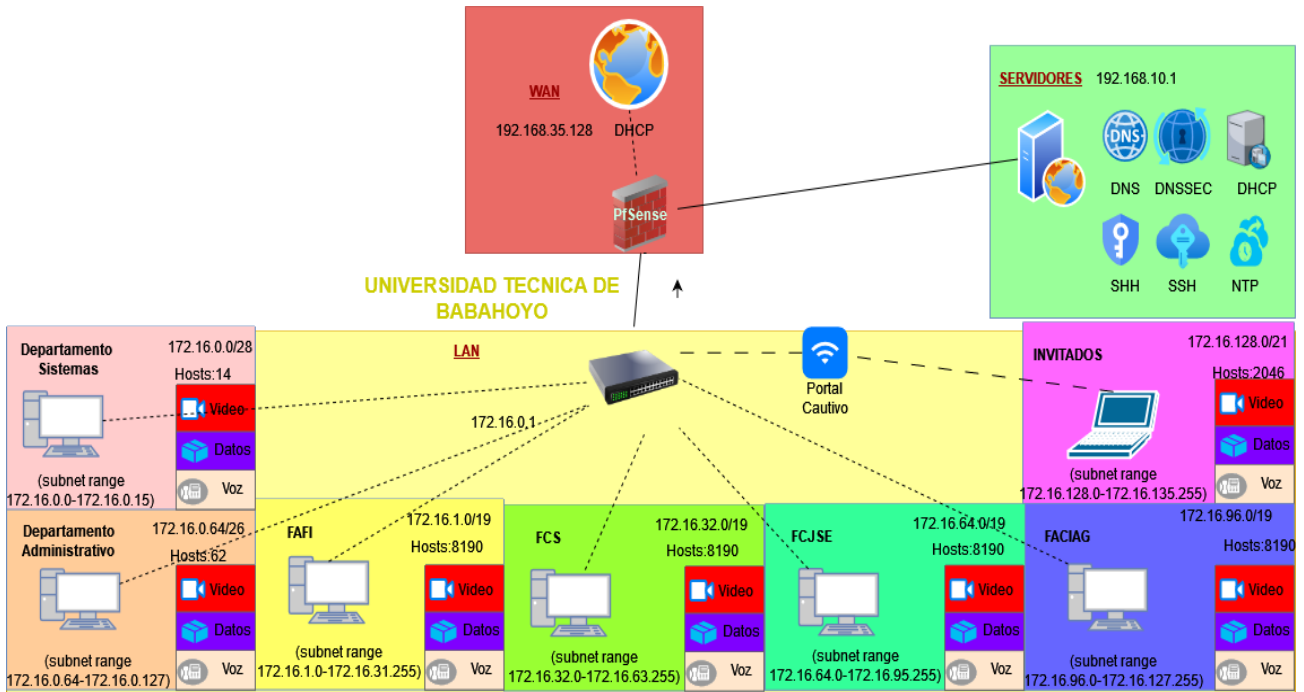 WAN
192.168.35.128
DHCP
PfSense
SERVIDORES 192.168.10.1
DNS
DNS DNSSEC DHCP
SHH SSH NTP
UNIVERSIDAD TECNICA DE
BABAHOYO
LAN
172.16.0.1
Portal
Cautivo
Departamento
Sistemas
172.16.0.0/28
Hosts:14
Video
Datos
Voz
(subnet range
172.16.0.0-172.16.0.15)
INVITADOS
172.16.128.0/21
Hosts:2046
Video
Datos
Voz
(subnet range
172.16.128.0-172.16.135.255)
Departamento
Administrativo
172.16.0.64/26
Hosts:62
Video
Datos
Voz
(subnet range
172.16.0.64-172.16.0.127)
FAFI
172.16.1.0/19
Hosts:8190
Video
Datos
Voz
(subnet range
172.16.1.0-172.16.31.255)
FCS
172.16.32.0/19
Hosts:8190
Video
Datos
Voz
(subnet range
172.16.32.0-172.16.63.255)
FCJSE
172.16.64.0/19
Hosts:8190
Video
Datos
Voz
(subnet range
172.16.64.0-172.16.95.255)
FACIAG
172.16.96.0/19
Hosts:8190
Video
Datos
Voz
(subnet range
172.16.96.0-172.16.127.255)